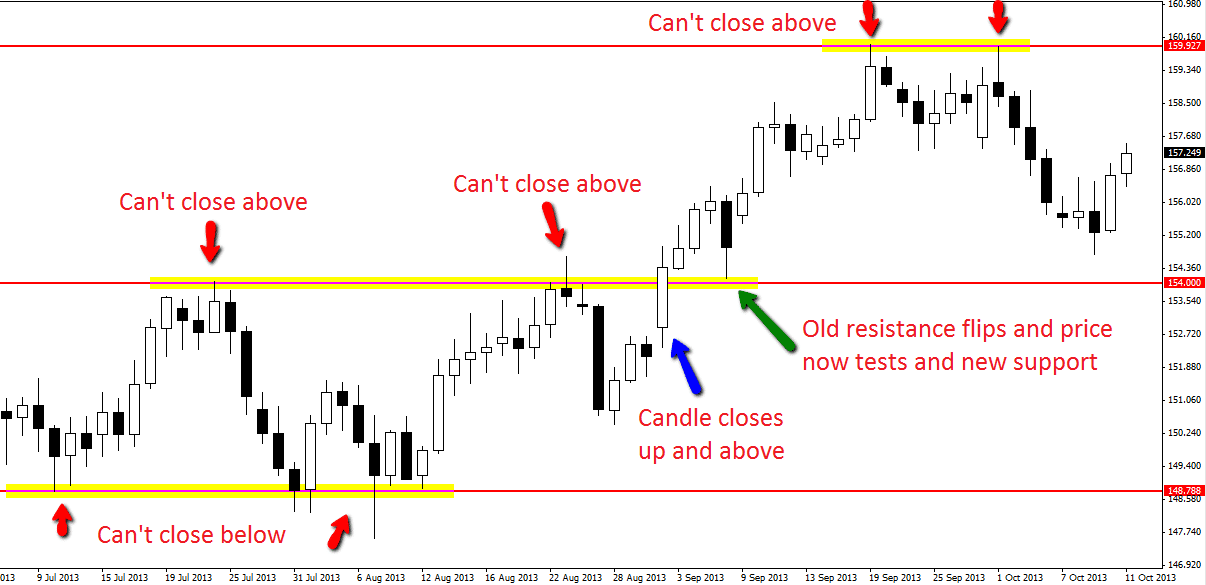 160.980
Can't close above
160.160
159.927
159.340
158.500
157.680
157.249
156.860
Can't close above
Can't close above
156.020
155.200
154.360
154.000
153.540
Old resistance flips and price
now tests and new support
152.720
151.880
151.060
Candle closes
up and above
150.240
149.400
148.788
148.580
Can't close below
147.740
146.920
2013 9 Jul 2013 15 Jul 2013 19 Jul 2013 25 Jul 2013 31 Jul 2013 6 Aug 2013 12 Aug 2013 16 Aug 2013 22 Aug 2013 28 Aug 2013 3 Sep 2013 9 Sep 2013 13 Sep 2013 19 Sep 2013 25 Sep 2013 1 Oct 2013 7 Oct 2013 11 Oct 2013